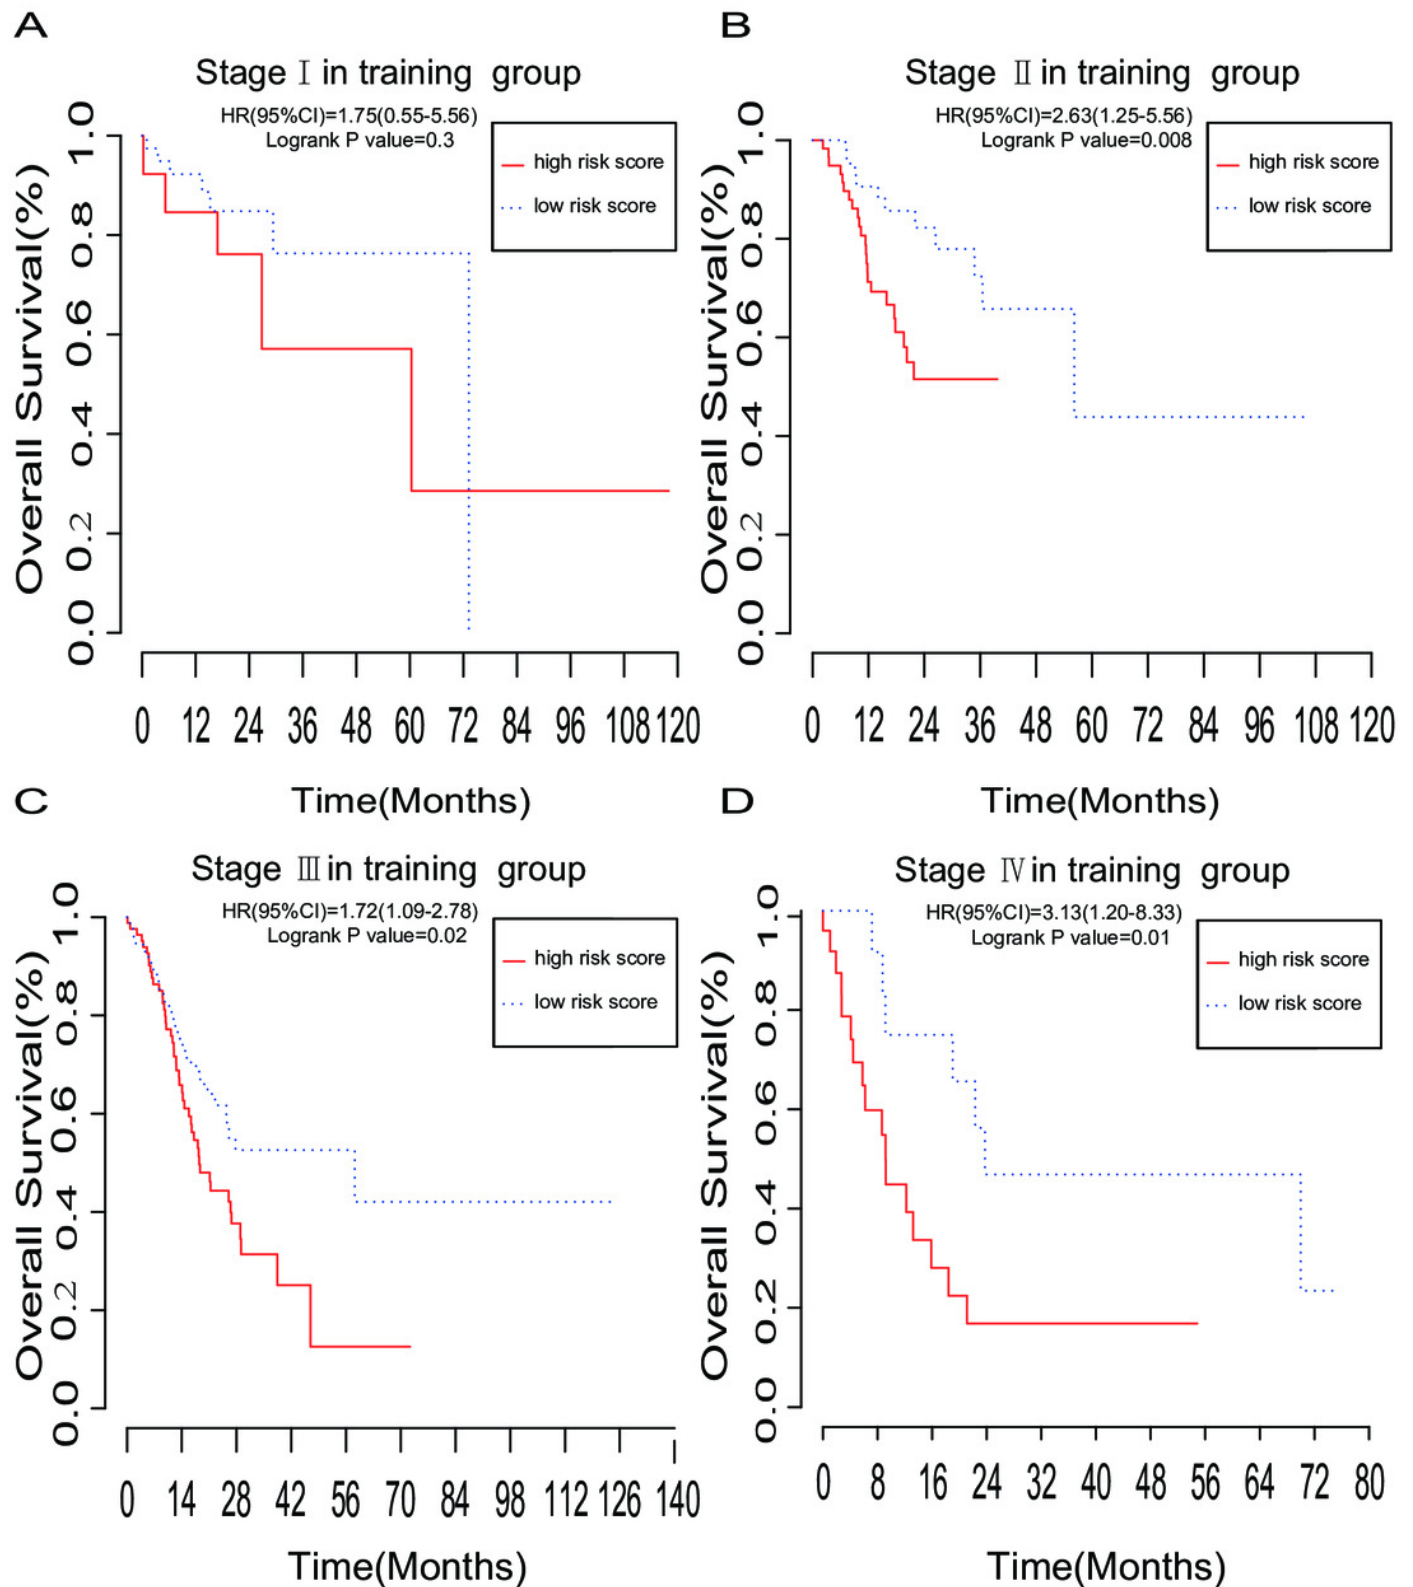 A
Stage Ⅰ in training group
HR(95%CI)=1.75(0.55-5.56)
Logrank P value=0.3
high risk score
low risk score
Overall Survival(%)
1.0
0.8
0.6
0.4
0.2
0.0
0 12 24 36 48 60 72 84 96 108 120
Time(Months)
B
Stage Ⅱ in training group
HR(95%CI)=2.63(1.25-5.56)
Logrank P value=0.008
high risk score
low risk score
Overall Survival(%)
1.0
0.8
0.6
0.4
0.2
0.0
0 12 24 36 48 60 72 84 96 108 120
Time(Months)
C
Stage Ⅲ in training group
HR(95%CI)=1.72(1.09-2.78)
Logrank P value=0.02
high risk score
low risk score
Overall Survival(%)
1.0
0.8
0.6
0.4
0.2
0.0
0 14 28 42 56 70 84 98 112 126 140
Time(Months)
D
Stage Ⅳ in training group
HR(95%CI)=3.13(1.20-8.33)
Logrank P value=0.01
high risk score
low risk score
Overall Survival(%)
1.0
0.8
0.6
0.4
0.2
0.0
0 8 16 24 32 40 48 56 64 72 80
Time(Months)